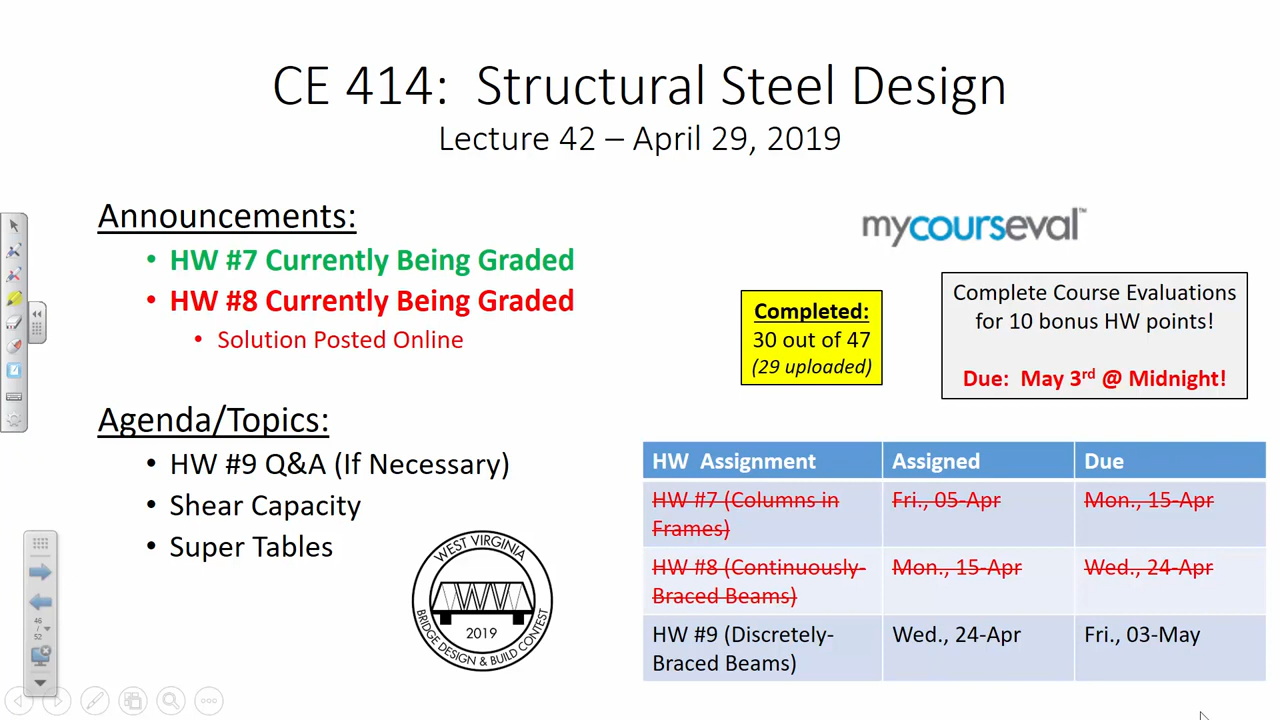 CE 414: Structural Steel Design
Lecture 42 – April 29, 2019
Announcements:
• HW #7 Currently Being Graded
• HW #8 Currently Being Graded
• Solution Posted Online
Agenda/Topics:
• HW #9 Q&A (If Necessary)
• Shear Capacity
• Super Tables
WEST VIRGINIA
WV
2019
BRIDGE DESIGN & BUILD CONTEST
mycourseval™
Completed:
30 out of 47
(29 uploaded)
Complete Course Evaluations
for 10 bonus HW points!
Due: May 3rd @ Midnight!
HW Assignment Assigned Due
HW #7 (Columns in Fri., 05-Apr Mon., 15-Apr
Frames)
HW #8 (Continuously- Mon., 15-Apr Wed., 24-Apr
Braced Beams)
HW #9 (Discretely- Wed., 24-Apr Fri., 03-May
Braced Beams)
46
/
52